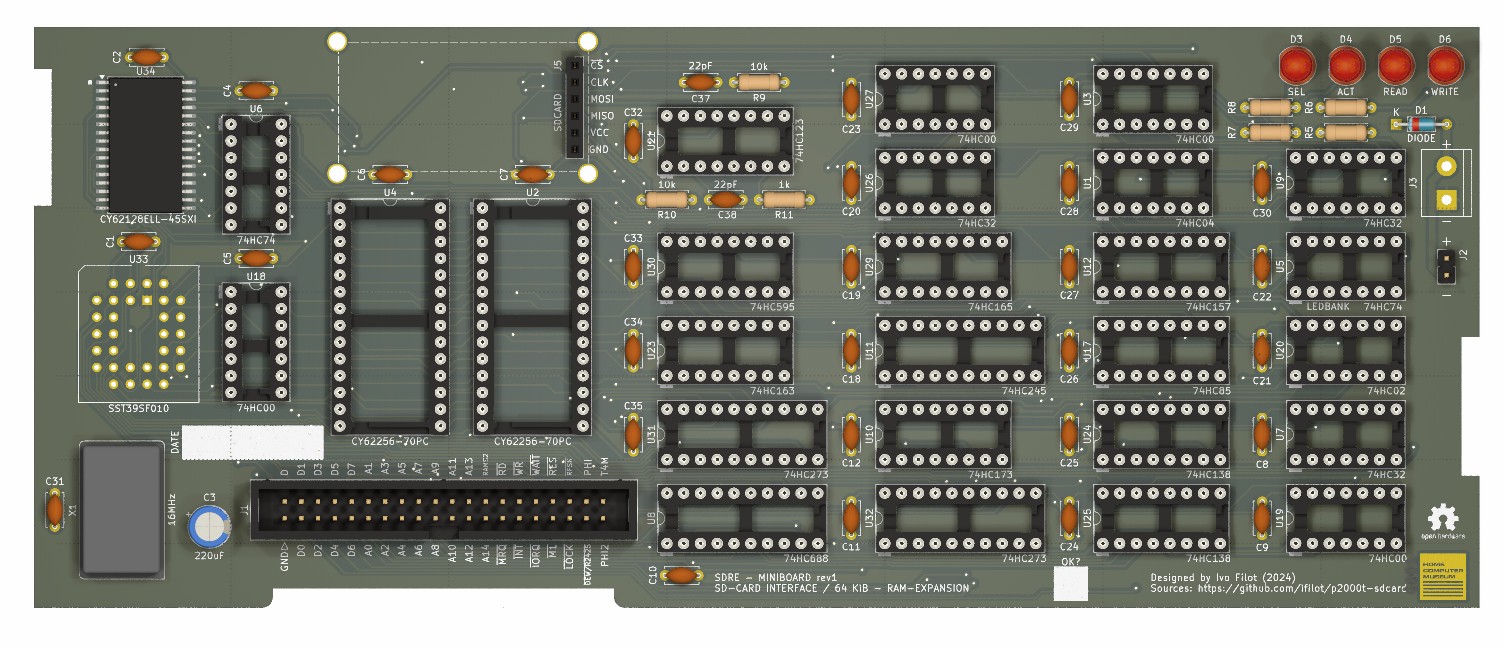 C2
U34
CY62128ELL-45SXI
C1
U33
SST39SF010
C4
U6
74HC74
C5
U18
74HC00
DATE
C31
X1
16MHz
C3
+
220uF
J5
SDCARD
CS
CLK
MOSI
MISO
VCC
GND
C6
U4
CY62256-70PC
C7
U2
CY62256-70PC
J1
D D1 D3 D5 D7 A1 A3 A5 A7 A9 A11 A13 RAMS2 RD WR WAIT RES PHI 14M
GND D0 D2 D4 D6 A0 A2 A4 A6 A8 A10 A12 A14 MRQ INT IORQ M1 LOCK PHI2
22pF
C37
10k
R9
C32
U21
74HC123
10k
R10
22pF
C38
1k
R11
C33
U30
74HC595
C34
U23
74HC163
C35
U31
74HC273
U8
74HC688
C10
C23
U27
74HC00
C20
U26
74HC32
C19
U29
74HC165
C18
U11
74HC245
C12
U10
74HC173
C11
U32
74HC273
C29
U3
74HC00
C28
U1
74HC04
C27
U12
74HC157
C26
U17
74HC85
C25
U24
74HC138
C24
U25
74HC138
OK?
C30
U9
74HC32
C22
U5
LEDBANK 74HC74
C21
U20
74HC02
C8
U7
74HC32
C9
U19
74HC00
D3 D4 D5 D6
SEL ACT READ WRITE
R8 R6
R7 R5
K D1
DIODE
+
J3
-
+
J2
-
open hardware
HOME
COMPUTER
MUSEUM
SDRE - MINIBOARD rev1
SD-CARD INTERFACE / 64 KIB - RAM-EXPANSION
Designed by Ivo Filot (2024)
Sources: https://github.com/ifilot/p2000t-sdcard